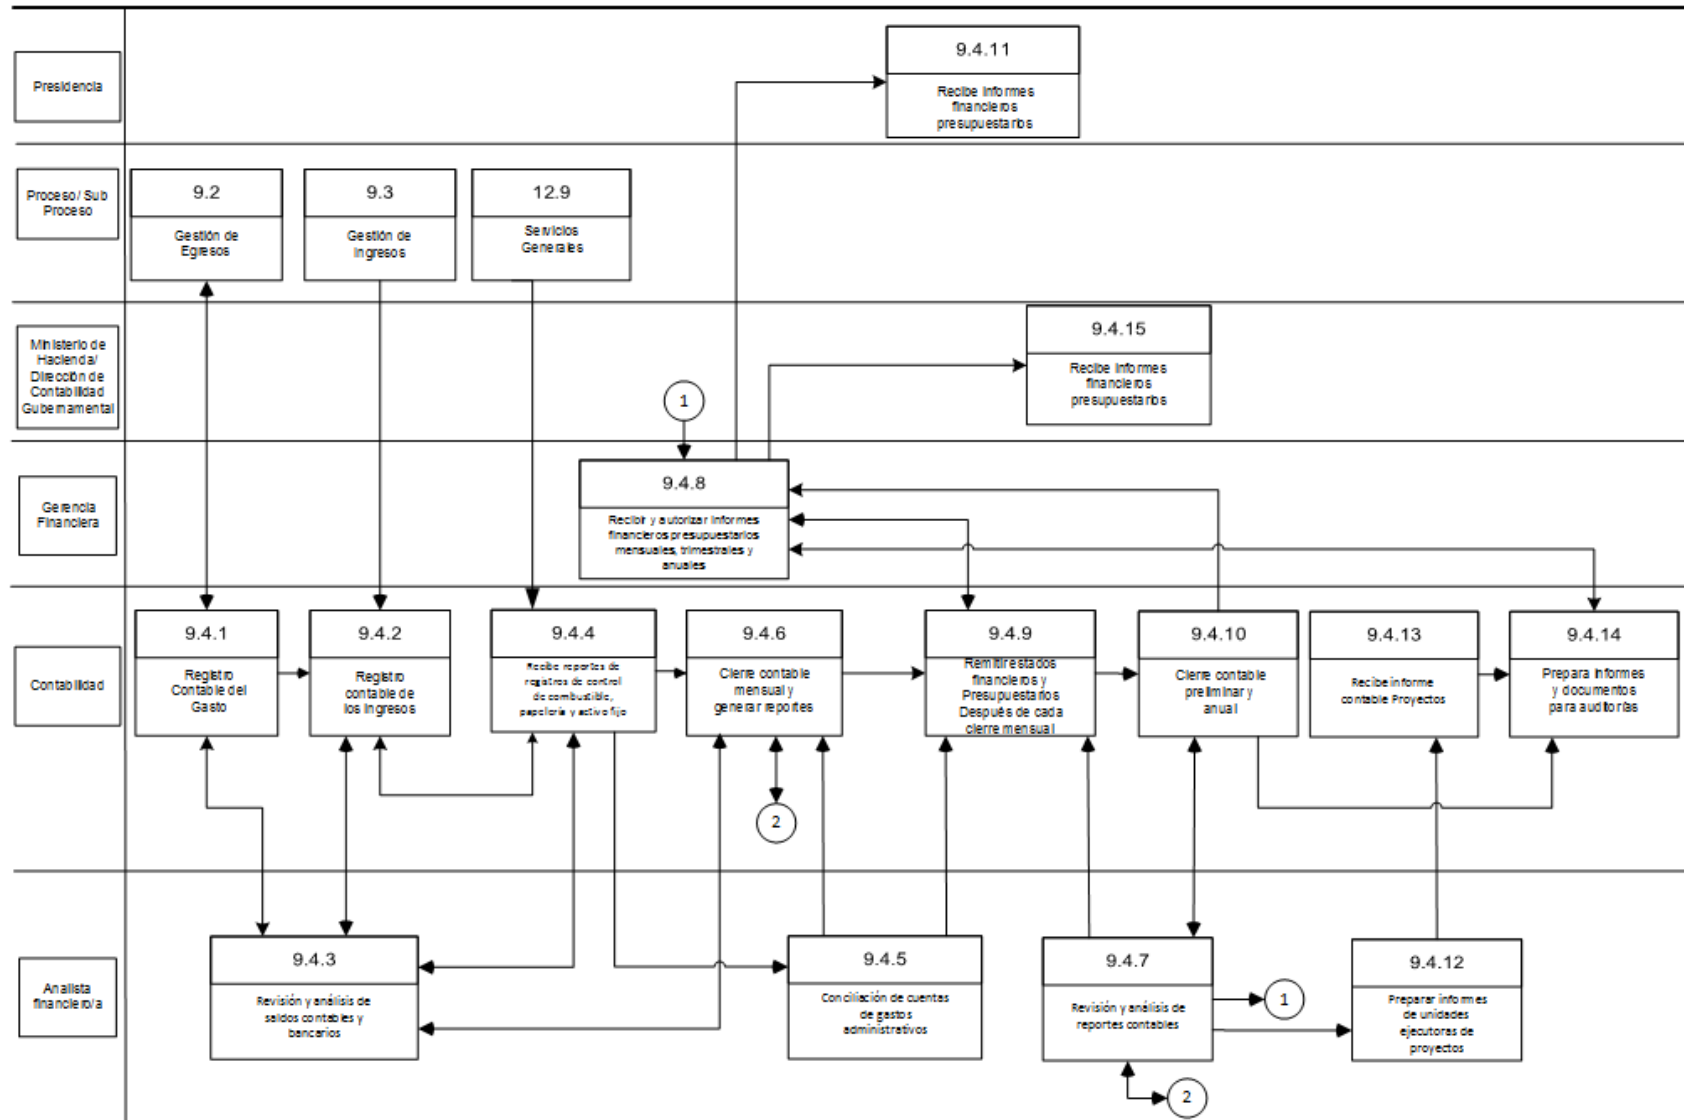 Presidencia
9.4.11
Recibe informes
financieros
presupuestarios
Proceso/ Sub
Proceso
9.2
Gestión de
Egresos
9.3
Gestión de
Ingresos
12.9
Servicios
Generales
Ministerio de
Hacienda/
Dirección de
Contabilidad
Gubernamental
9.4.15
Recibe informes
financieros
presupuestarios
1
Gerencia
Financiera
9.4.8
Recibir y autorizar informes
financieros presupuestarios
mensuales, trimestrales y
anuales
Contabilidad
9.4.1
Registro
Contable del
Gasto
9.4.2
Registro
contable de
los Ingresos
9.4.4
Recibe reportes de
registros de control
de combustible,
papelería y activo fijo
9.4.6
Cierre contable
mensual y
generar reportes
9.4.9
Remitir estados
financieros y
Presupuestarios
Después de cada
cierre mensual
9.4.10
Cierre contable
preliminar y
anual
9.4.13
Recibe informe
contable Proyectos
9.4.14
Prepara informes
y documentos
para auditorías
2
Analista
financiero/a
9.4.3
Revisión y análisis de
saldos contables y
bancarios
9.4.5
Conciliación de cuentas
de gastos
administrativos
9.4.7
Revisión y análisis de
reportes contables
1
9.4.12
Preparar informes
de unidades
ejecutoras de
proyectos
2